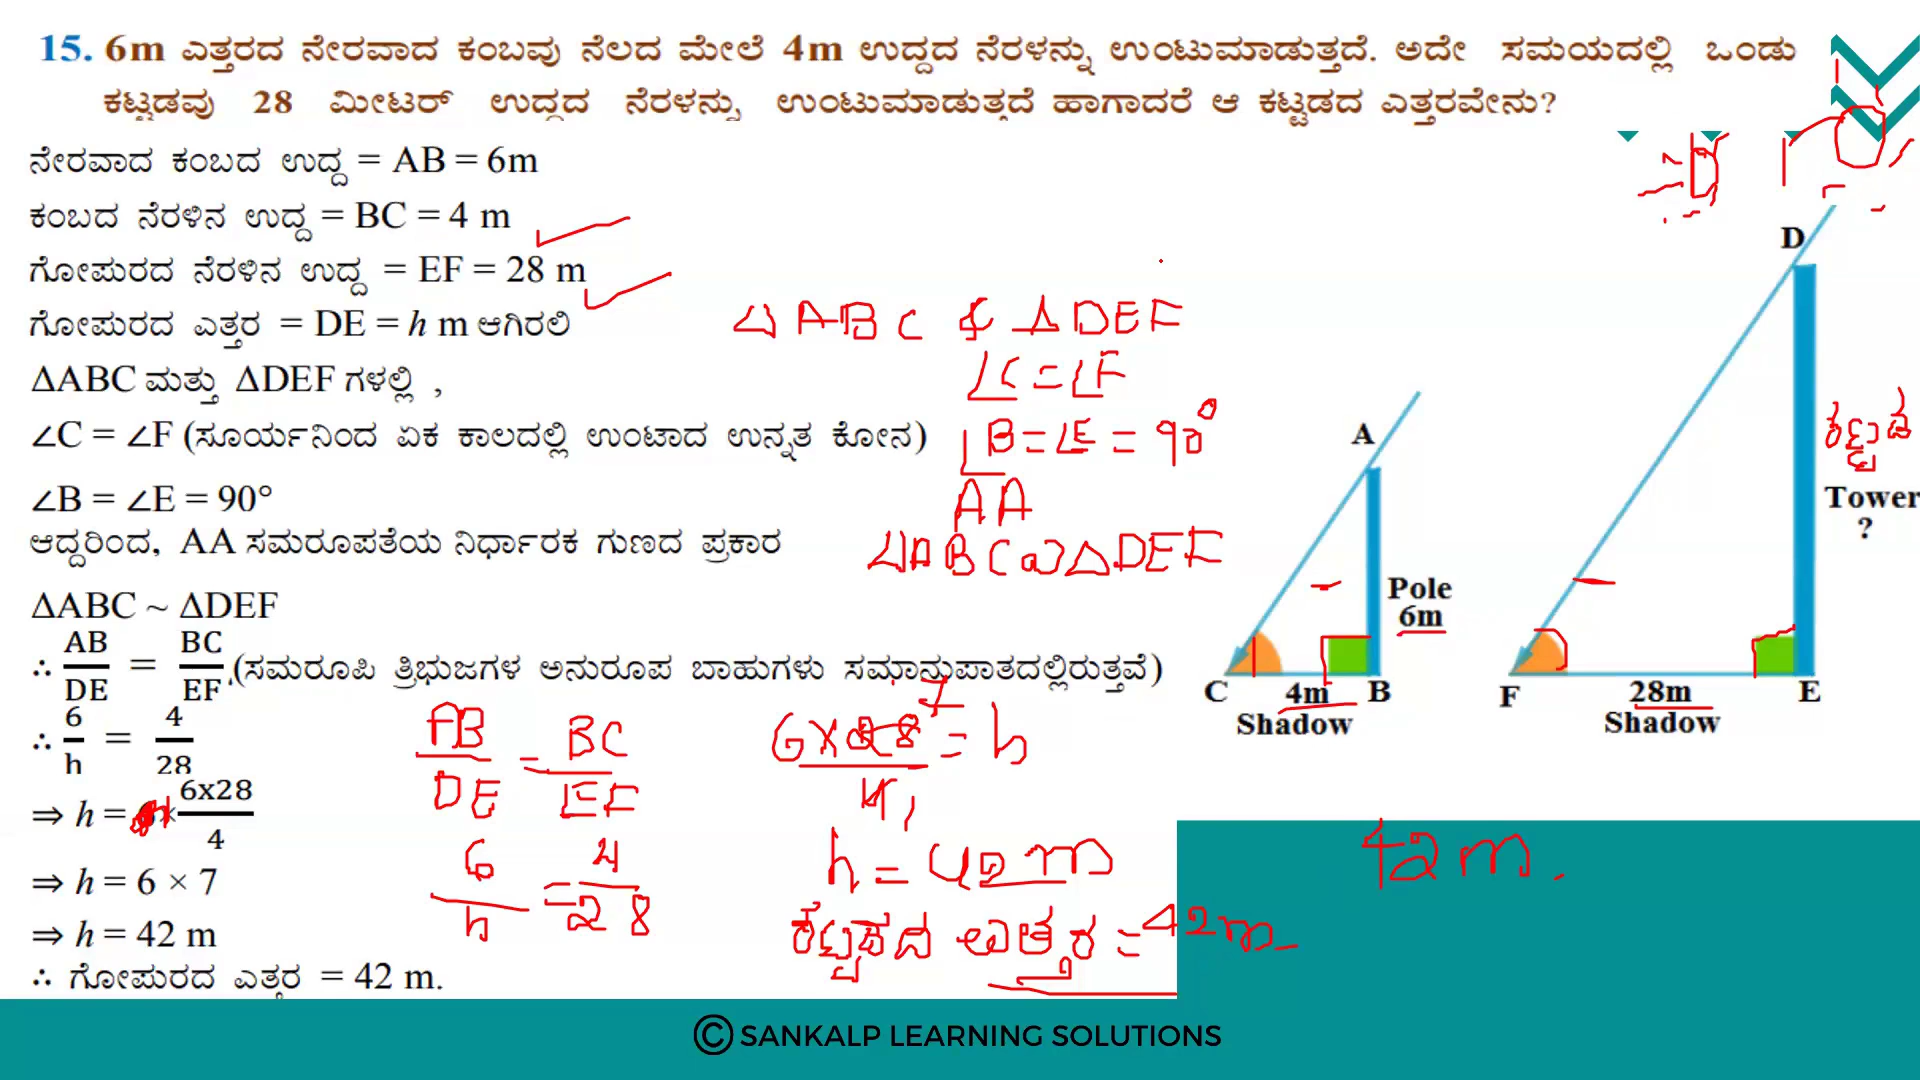 15. 6m ಎತ್ತರದ ನೇರವಾದ ಕಂಬವು ನೆಲದ ಮೇಲೆ 4m ಉದ್ದದ ನೆರಳನ್ನು ಉಂಟುಮಾಡುತ್ತದೆ. ಅದೇ ಸಮಯದಲ್ಲಿ ಒಂಡು
ಕಟ್ಟಡವು 28 ಮೀಟರ್ ಉದ್ದದ ನೆರಳನ್ನು ಉಂಟುಮಾಡುತ್ತದೆ ಹಾಗಾದರೆ ಆ ಕಟ್ಟಡದ ಎತ್ತರವೇನು?
ನೇರವಾದ ಕಂಬದ ಉದ್ದ = AB = 6m
ಕಂಬದ ನೆರಳಿನ ಉದ್ದ = BC = 4 m
ಗೋಪುರದ ನೆರಳಿನ ಉದ್ದ = EF = 28 m
ಗೋಪುರದ ಎತ್ತರ = DE = h m ಆಗಿರಲಿ
ΔABC ಮತ್ತು ΔDEF ಗಳಲ್ಲಿ ,
∠C = ∠F (ಸೂರ್ಯನಿಂದ ಏಕ ಕಾಲದಲ್ಲಿ ಉಂಟಾದ ಉನ್ನತ ಕೋನ)
∠B = ∠E = 90°
ಆದ್ದರಿಂದ, AA ಸಮರೂಪತೆಯ ನಿರ್ಧಾರಕ ಗುಣದ ಪ್ರಕಾರ
ΔABC ~ ΔDEF
∴ AB/DE = BC/EF (ಸಮರೂಪಿ ತ್ರಿಭುಜಗಳ ಅನುರೂಪ ಬಾಹುಗಳು ಸಮಾನುಪಾತದಲ್ಲಿರುತ್ತವೆ)
∴ 6/h = 4/28
⇒ h = 6x28/4
⇒ h = 6 × 7
⇒ h = 42 m
∴ ಗೋಪುರದ ಎತ್ತರ = 42 m.
ΔABC & ΔDEF
∠C = ∠F
∠B = ∠E = 90°
AA
ΔABC ∾ ΔDEF
AB/DE = BC/EF
6/h = 4/28
6×28/4 = h
7
h = 42 m
ಎತ್ತರ = 42 m
42 m.
D
A
Tower
?
Pole
6m
C 4m B
Shadow
F 28m E
Shadow
© SANKALP LEARNING SOLUTIONS